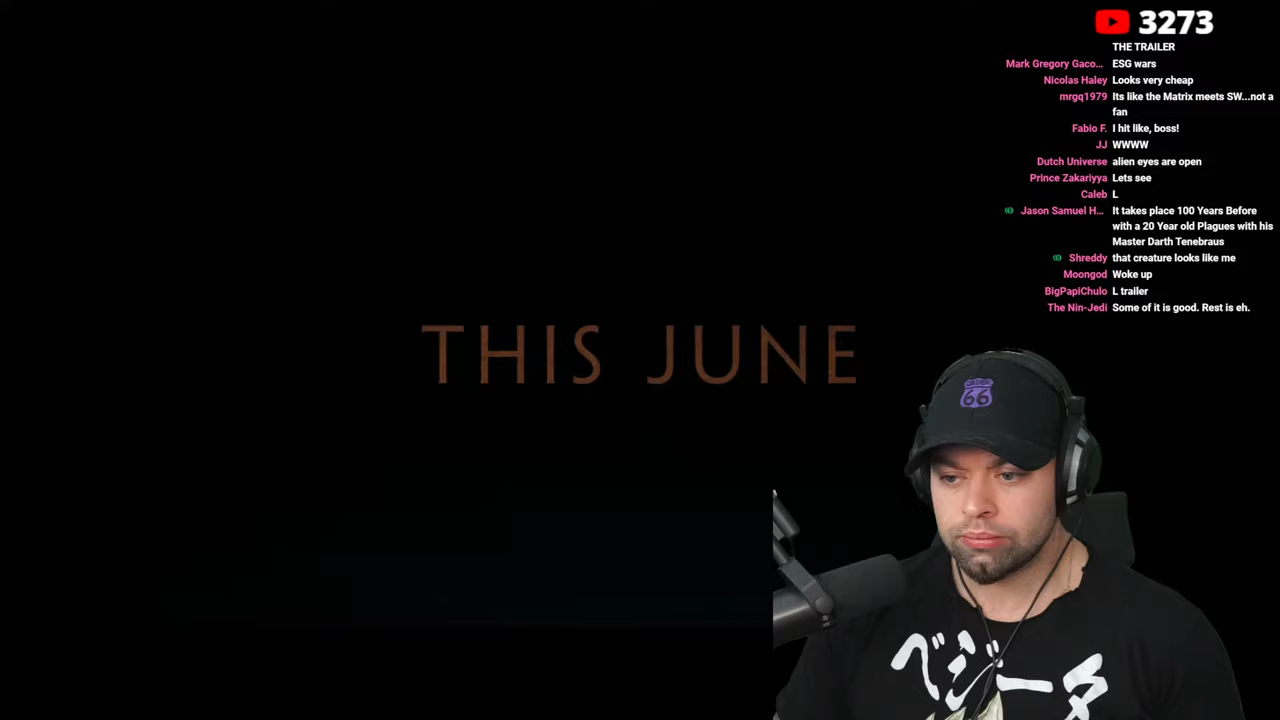 3273
THE TRAILER
Mark Gregory Gaco... ESG wars
Nicolas Haley Looks very cheap
mrgq1979 Its like the Matrix meets SW...not a
fan
Fabio F. I hit like, boss!
JJ WWWW
Dutch Universe alien eyes are open
Prince Zakariyya Lets see
Caleb L
Jason Samuel H... It takes place 100 Years Before
with a 20 Year old Plagues with his
Master Darth Tenebraus
Shreddy that creature looks like me
Moongod Woke up
BigPapiChulo L trailer
The Nin-Jedi Some of it is good. Rest is eh.
THIS JUNE
ORDER
66
ベジータ